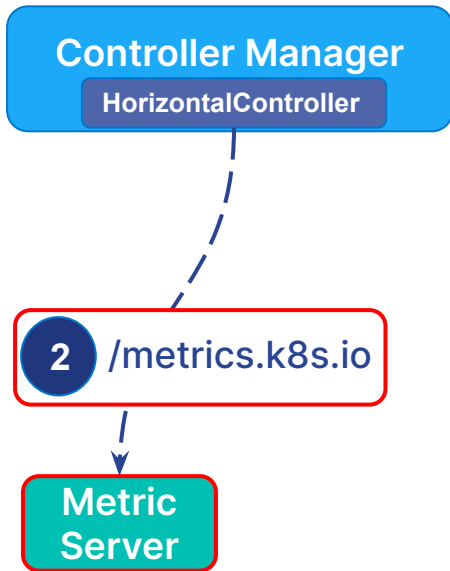 Controller Manager
HorizontalController
2 /metrics.k8s.io
Metric
Server